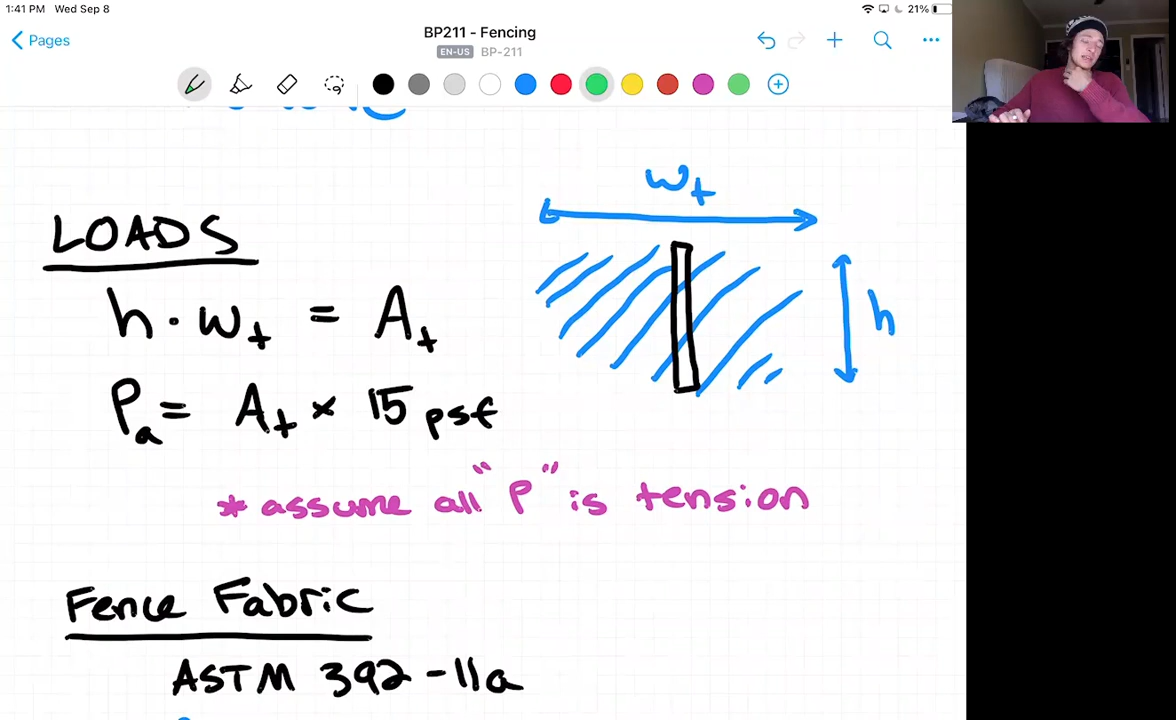 1:41 PM Wed Sep 8
21%
Pages
BP211 - Fencing
EN-US BP-211
LOADS
wt
h · wt = At
h
Pa = At × 15 psf
* assume all "P" is tension
Fence Fabric
ASTM 392-11a